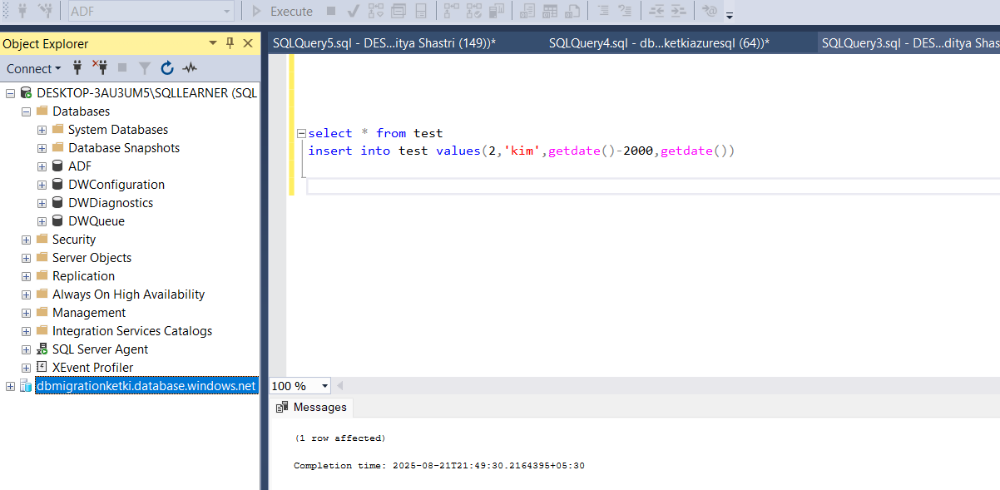 ADF
Execute
Object Explorer
Connect
SQLQuery5.sql - DES...itya Shastri (149))*
SQLQuery4.sql - db...ketkiazuresql (64))*
SQLQuery3.sql - DES...ditya Shas
DESKTOP-3AU3UM5\SQLLEARNER (SQL
Databases
System Databases
Database Snapshots
ADF
DWConfiguration
DWDiagnostics
DWQueue
Security
Server Objects
Replication
Always On High Availability
Management
Integration Services Catalogs
SQL Server Agent
XEvent Profiler
dbmigrationketki.database.windows.net
select * from test
insert into test values(2,'kim',getdate()-2000,getdate())
100 %
Messages
(1 row affected)
Completion time: 2025-08-21T21:49:30.2164395+05:30